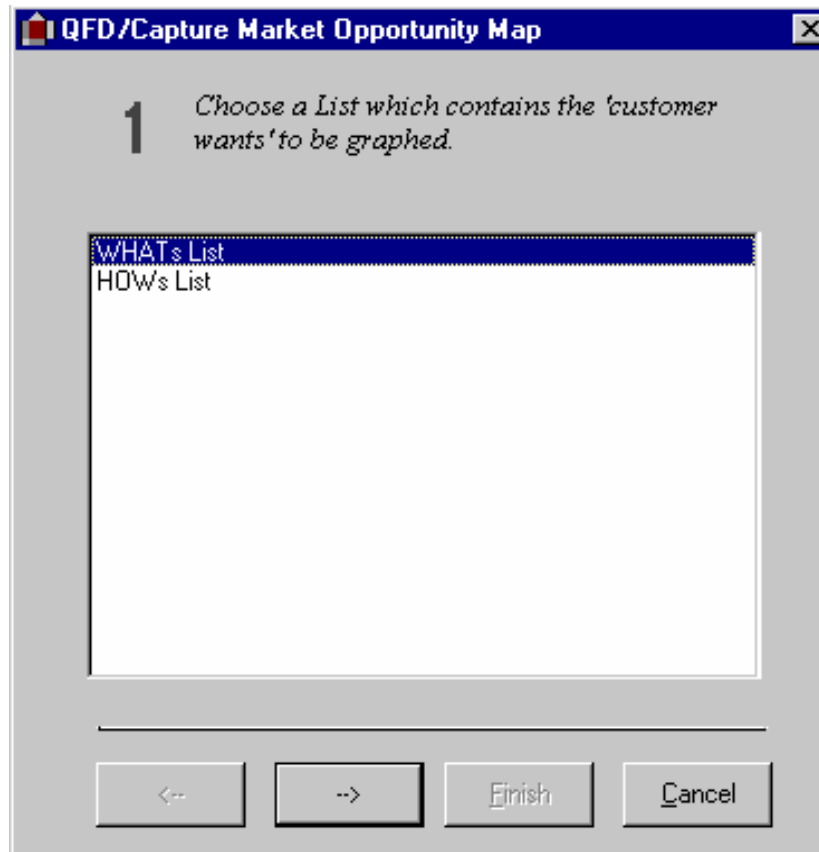 QFD/Capture Market Opportunity Map
1
Choose a List which contains the 'customer
wants' to be graphed.
WHATs List
HOWs List
<-- --> Finish Cancel